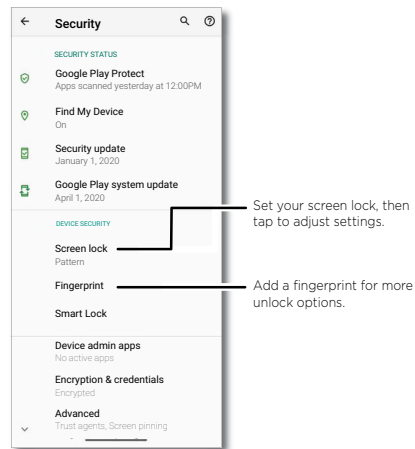 Security
SECURITY STATUS
Google Play Protect
Apps scanned yesterday at 12:00PM
Find My Device
On
Security update
January 1, 2020
Google Play system update
April 1, 2020
DEVICE SECURITY
Screen lock
Pattern
Fingerprint
Smart Lock
Device admin apps
No active apps
Encryption & credentials
Encrypted
Advanced
Trust agents, Screen pinning
Set your screen lock, then
tap to adjust settings.
Add a fingerprint for more
unlock options.